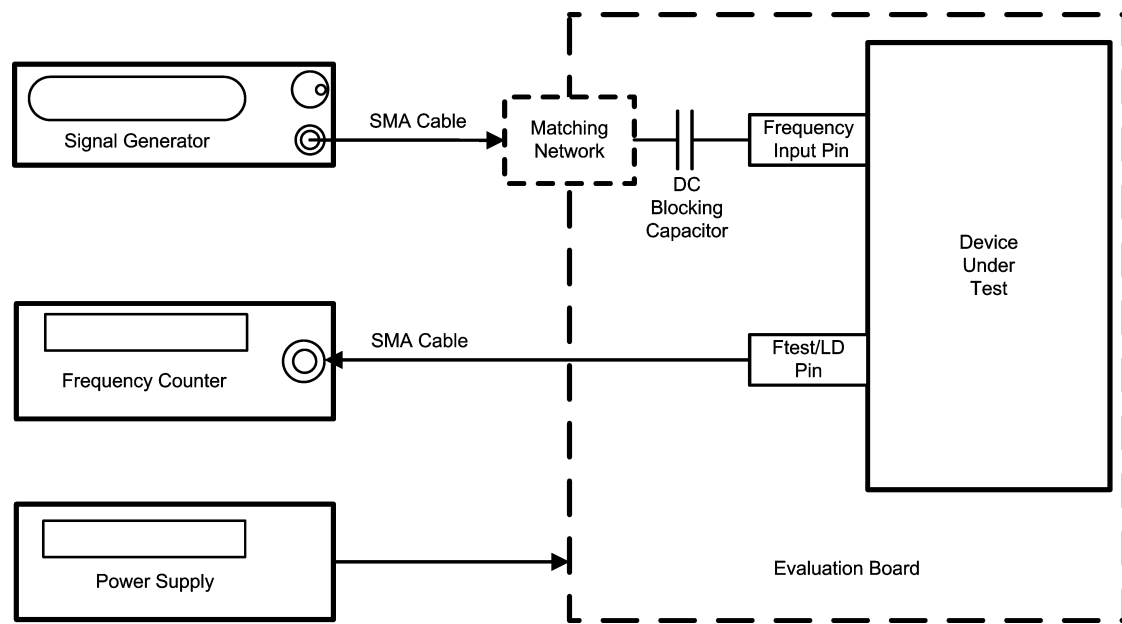 Signal Generator
SMA Cable
Matching
Network
DC
Blocking
Capacitor
Frequency
Input Pin
Device
Under
Test
Frequency Counter
SMA Cable
Ftest/LD
Pin
Power Supply
Evaluation Board